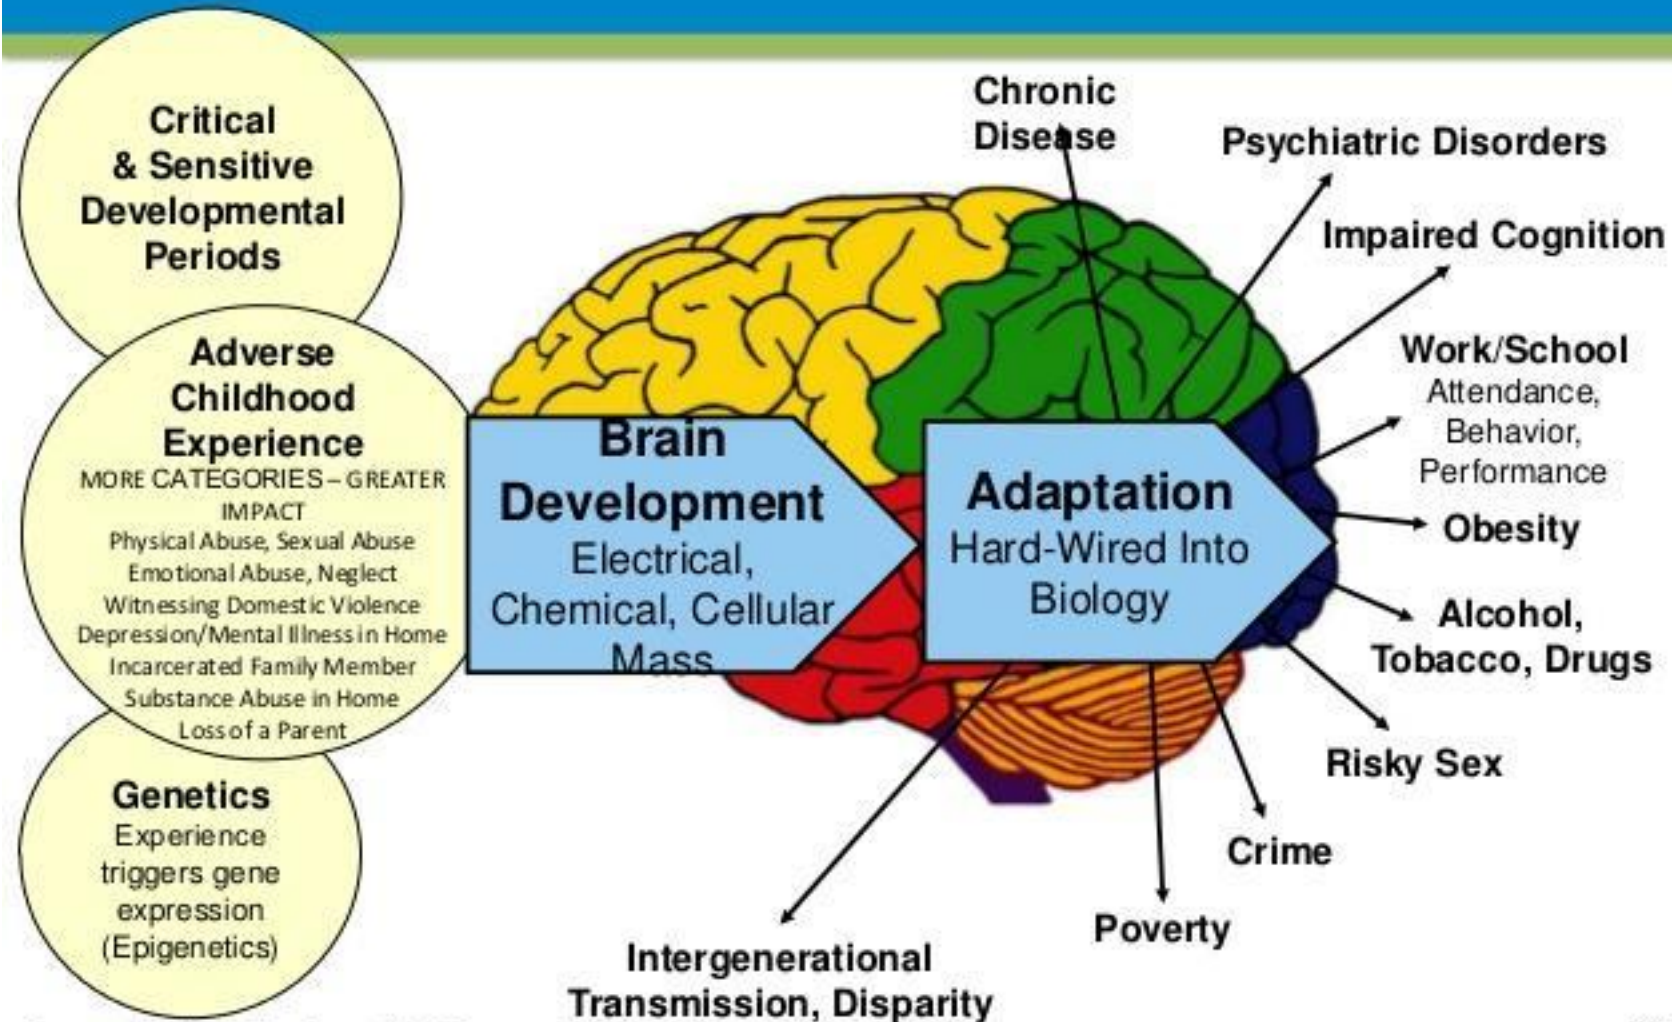 Critical
& Sensitive
Developmental
Periods
Adverse
Childhood
Experience
MORE CATEGORIES – GREATER
IMPACT
Physical Abuse, Sexual Abuse
Emotional Abuse, Neglect
Witnessing Domestic Violence
Depression/Mental Illness in Home
Incarcerated Family Member
Substance Abuse in Home
Loss of a Parent
Genetics
Experience
triggers gene
expression
(Epigenetics)
Brain
Development
Electrical,
Chemical, Cellular
Mass
Adaptation
Hard-Wired Into
Biology
Chronic
Disease
Psychiatric Disorders
Impaired Cognition
Work/School
Attendance,
Behavior,
Performance
Obesity
Alcohol,
Tobacco, Drugs
Risky Sex
Crime
Poverty
Intergenerational
Transmission, Disparity